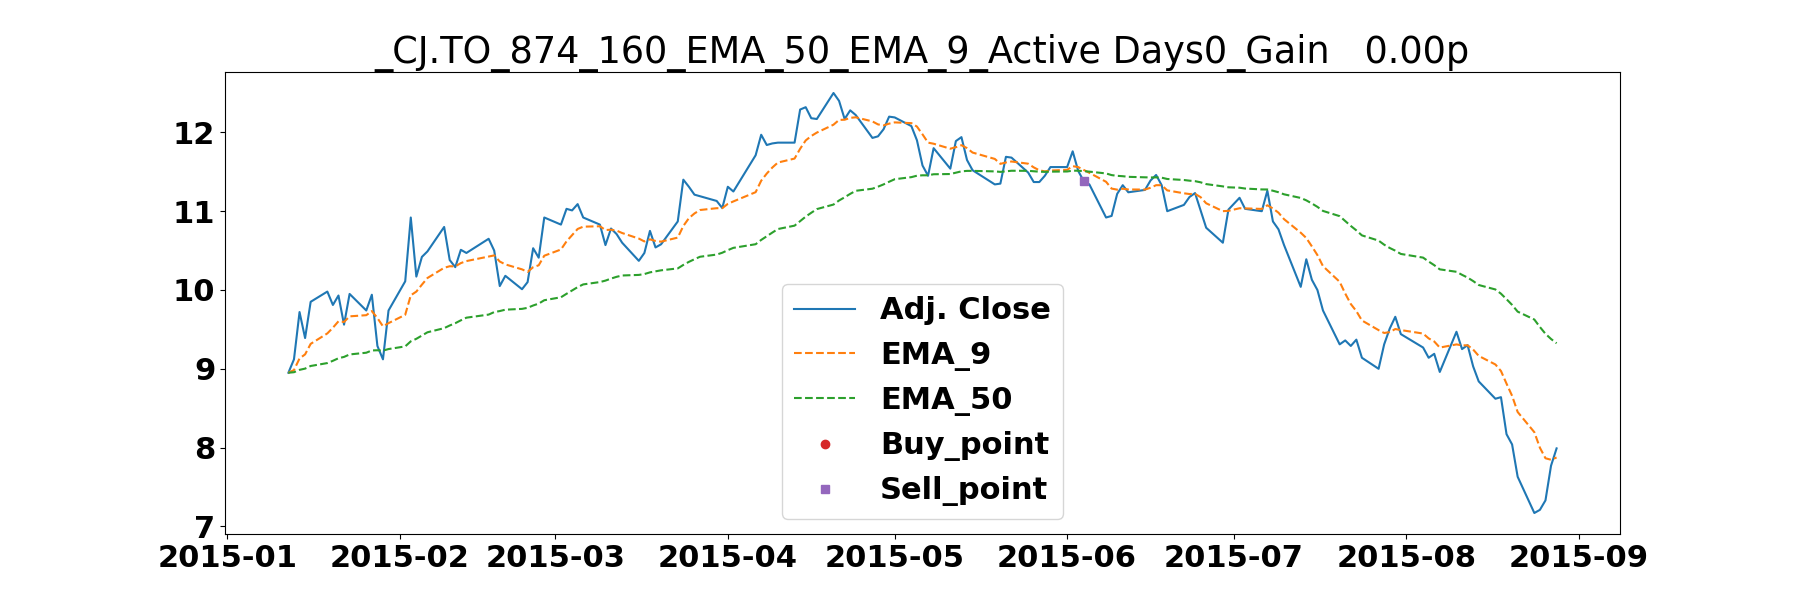 _CJ.TO_874_160_EMA_50_EMA_9_Active Days0_Gain   0.00p
12
11
10
9
8
7
Adj. Close
EMA_9
EMA_50
Buy_point
Sell_point
2015-01 2015-02 2015-03 2015-04 2015-05 2015-06 2015-07 2015-08 2015-09